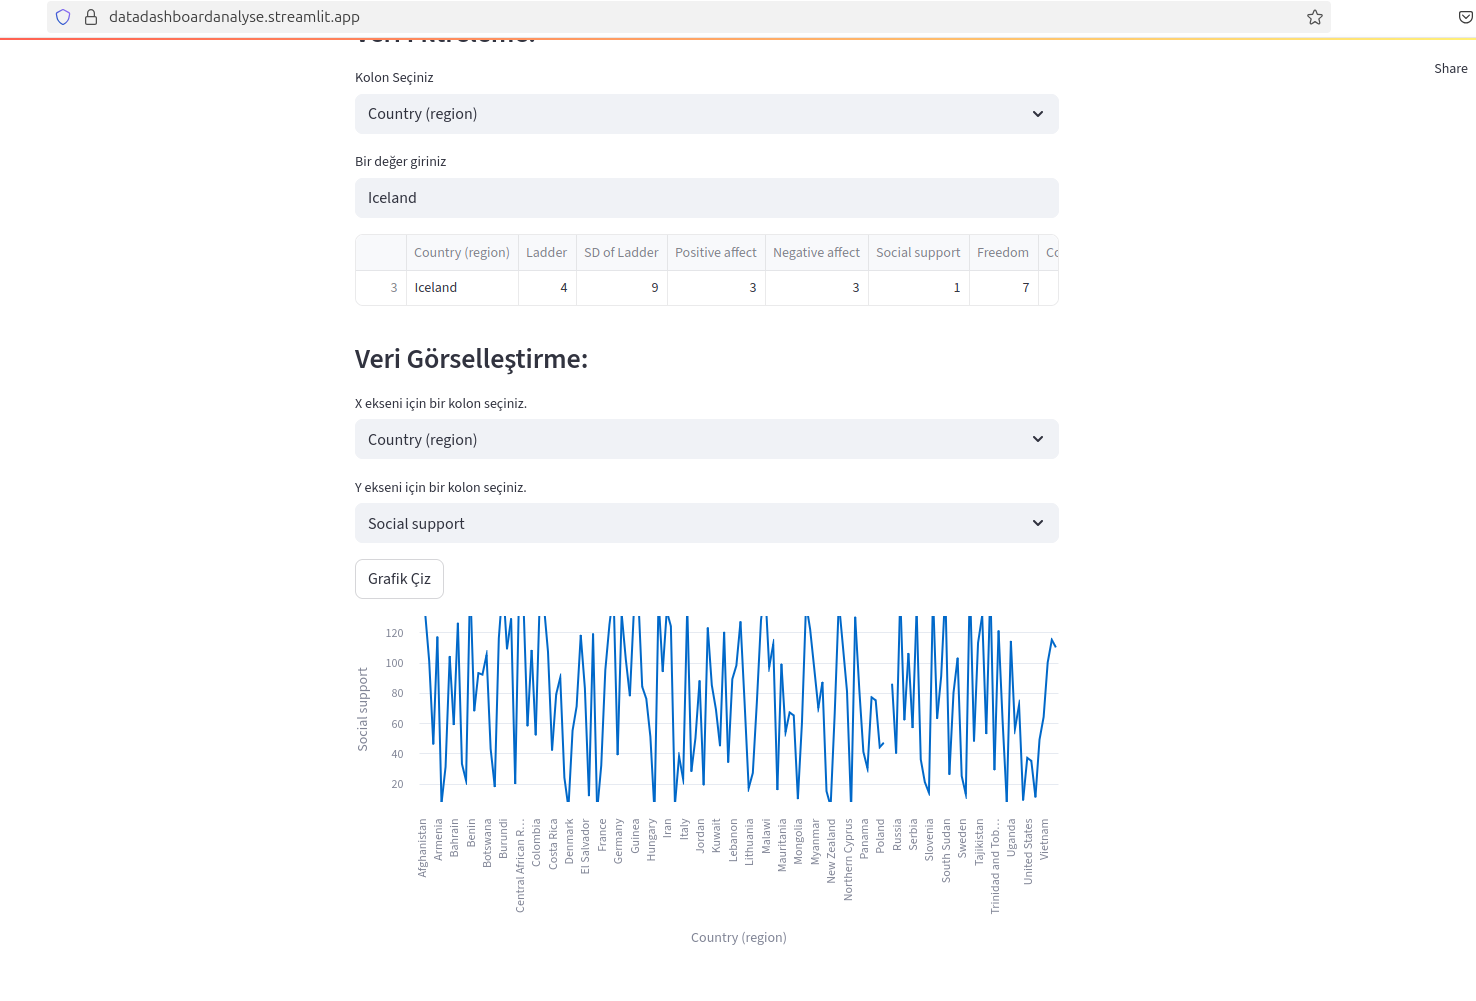 datadashboardanalyse.streamlit.app
Share
Kolon Seçiniz
Country (region)
Bir değer giriniz
Iceland
Country (region) Ladder SD of Ladder Positive affect Negative affect Social support Freedom Co
3 Iceland 4 9 3 3 1 7
Veri Görselleştirme:
X ekseni için bir kolon seçiniz.
Country (region)
Y ekseni için bir kolon seçiniz.
Social support
Grafik Çiz
120
100
80
60
40
20
Social support
Afghanistan
Armenia
Bahrain
Benin
Botswana
Burundi
Central African R…
Colombia
Costa Rica
Denmark
El Salvador
France
Germany
Guinea
Hungary
Iran
Italy
Jordan
Kuwait
Lebanon
Lithuania
Malawi
Mauritania
Mongolia
Myanmar
New Zealand
Northern Cyprus
Panama
Poland
Russia
Serbia
Slovenia
South Sudan
Sweden
Tajikistan
Trinidad and Tob…
Uganda
United States
Vietnam
Country (region)